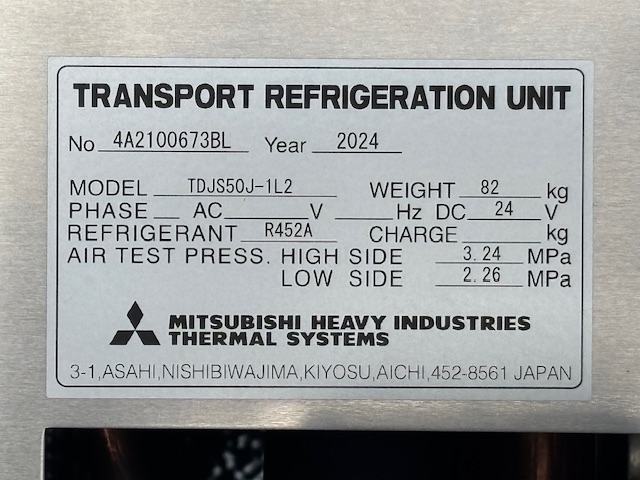 TRANSPORT REFRIGERATION UNIT
No 4A2100673BL Year 2024
MODEL TDJS50J-1L2 WEIGHT 82 kg
PHASE AC V Hz DC 24 V
REFRIGERANT R452A CHARGE kg
AIR TEST PRESS. HIGH SIDE 3.24 MPa
LOW SIDE 2.26 MPa
MITSUBISHI HEAVY INDUSTRIES
THERMAL SYSTEMS
3-1,ASAHI,NISHIBIWAJIMA,KIYOSU,AICHI,452-8561 JAPAN